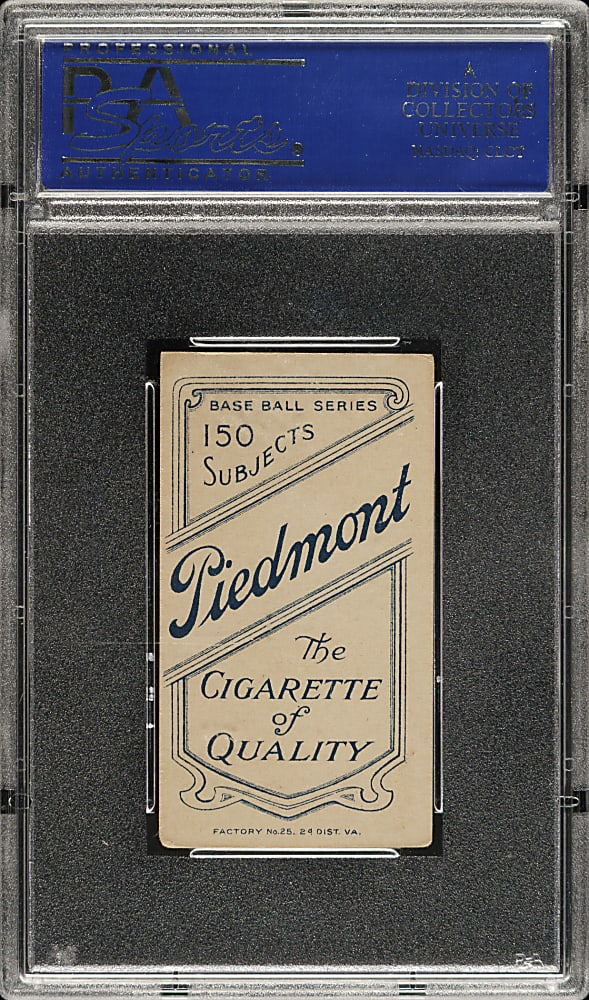 PROFESSIONAL
PSA
Sports®
AUTHENTICATOR
A
DIVISION OF
COLLECTORS
UNIVERSE
NASDAQ: CLCT
BASE BALL SERIES
150
SUBJECTS
Piedmont
The
CIGARETTE
of
QUALITY
FACTORY No. 25. 2d DIST. VA.
PSA